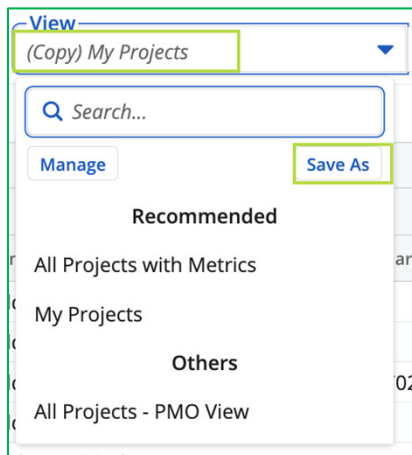 View
(Copy) My Projects
Search...
Manage Save As
Recommended
All Projects with Metrics
My Projects
Others
All Projects - PMO View